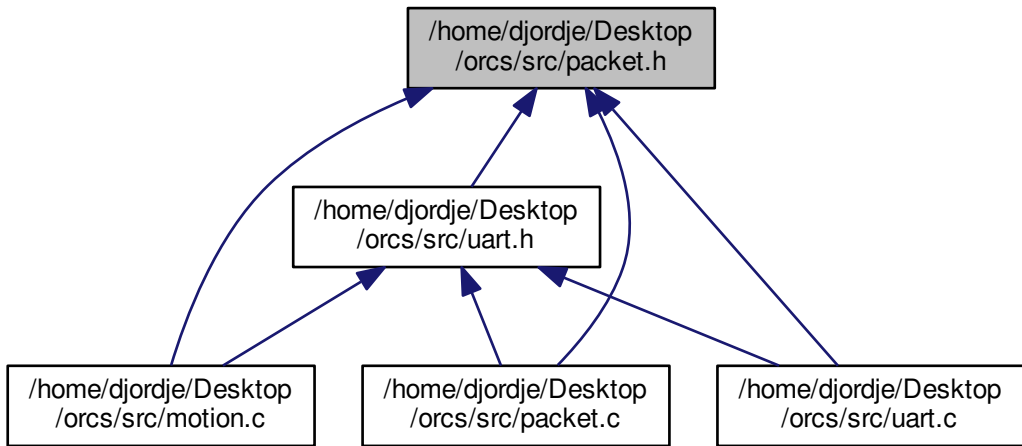 /home/djordje/Desktop
/orcs/src/packet.h
/home/djordje/Desktop
/orcs/src/uart.h
/home/djordje/Desktop
/orcs/src/motion.c
/home/djordje/Desktop
/orcs/src/packet.c
/home/djordje/Desktop
/orcs/src/uart.c